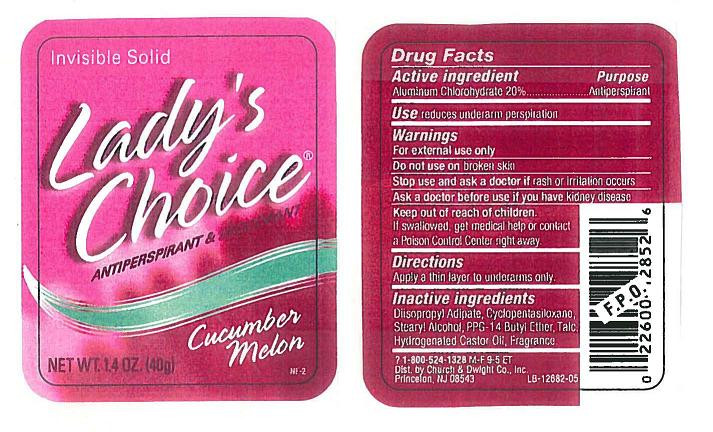 Invisible Solid
Lady's
Choice®
ANTIPERSPIRANT & DEODORANT
Cucumber
Melon
NET WT. 1.4 OZ. (40g)
NF-2
Drug Facts
Active ingredient Purpose
Aluminum Chlorohydrate 20%......................Antiperspirant
Use reduces underarm perspiration
Warnings
For external use only
Do not use on broken skin
Stop use and ask a doctor if rash or irritation occurs
Ask a doctor before use if you have kidney disease
Keep out of reach of children.
If swallowed, get medical help or contact
a Poison Control Center right away.
Directions
Apply a thin layer to underarms only.
Inactive ingredients
Diisopropyl Adipate, Cyclopentasiloxane,
Stearyl Alcohol, PPG-14 Butyl Ether, Talc,
Hydrogenated Castor Oil, Fragrance.
? 1-800-524-1328 M-F 9-5 ET
Dist. by Church & Dwight Co., Inc.
Princeton, NJ 08543 LB-12682-05
F.P.O.
0 22600 12852 6